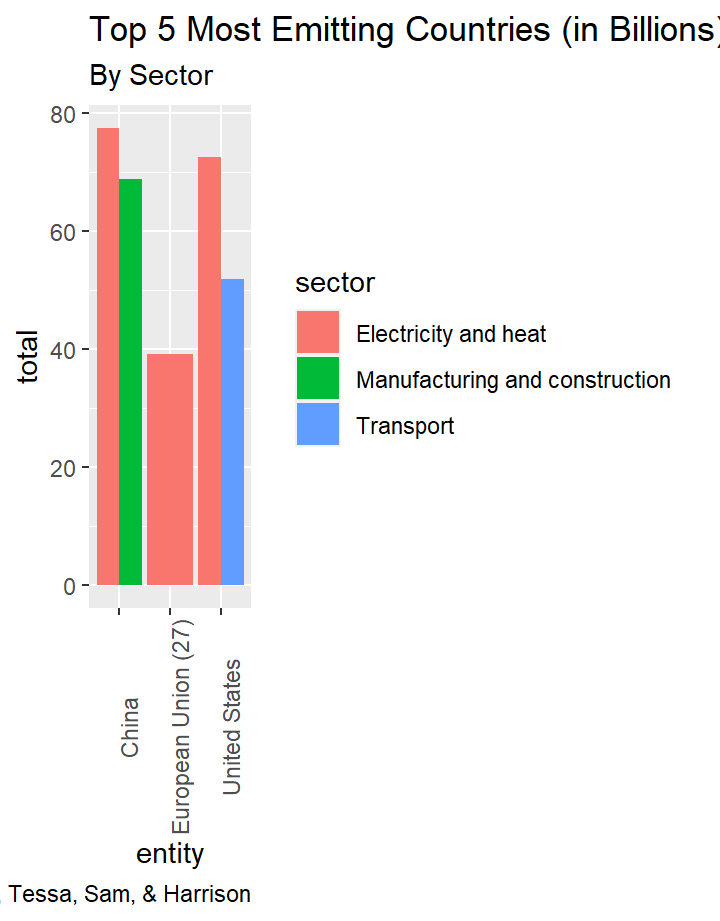 Top 5 Most Emitting Countries (in Billions)
By Sector
total
80
60
40
20
0
China
European Union (27)
United States
entity
sector
Electricity and heat
Manufacturing and construction
Transport
, Tessa, Sam, & Harrison